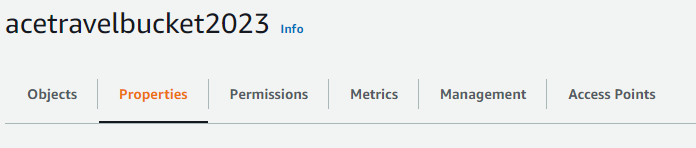 acetravelbucket2023 Info
Objects Properties Permissions Metrics Management Access Points